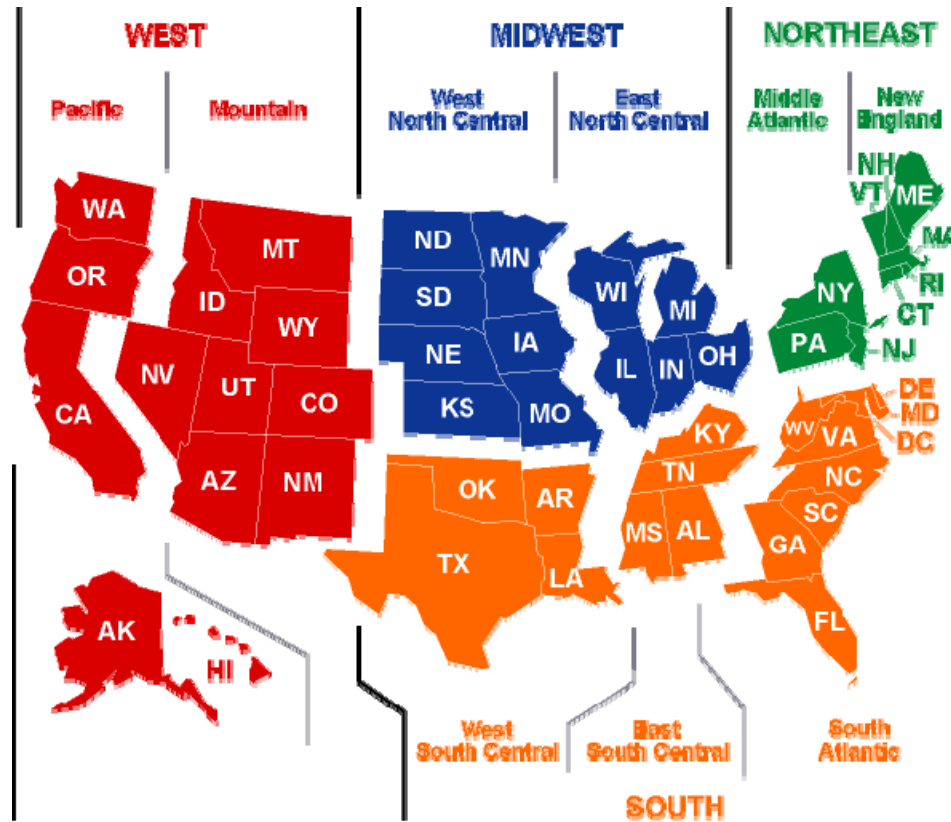 WEST
MIDWEST
NORTHEAST
Pacific
Mountain
West
North Central
East
North Central
Middle
Atlantic
New
England
WA
OR
CA
MT
ID
WY
NV
UT
CO
AZ
NM
AK
HI
ND
SD
NE
KS
MN
IA
MO
WI
MI
IL
IN
OH
NH
VT
ME
MA
RI
CT
NY
PA
NJ
OK
AR
TX
LA
KY
TN
MS
AL
DE
MD
DC
WV
VA
NC
SC
GA
FL
West
South Central
East
South Central
South
Atlantic
SOUTH